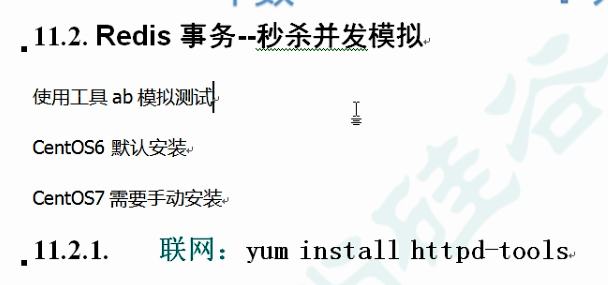 11.2. Redis 事务--秒杀并发模拟
使用工具 ab 模拟测试
CentOS6 默认安装
CentOS7 需要手动安装
11.2.1. 联网：yum install httpd-tools
硅谷